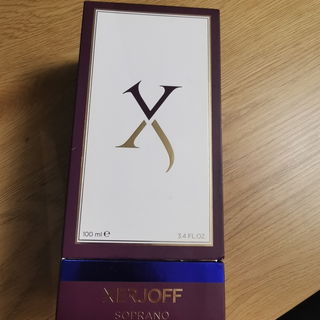 X
100 ml e 3.4 FL.OZ
XERJOFF
SOPRANO